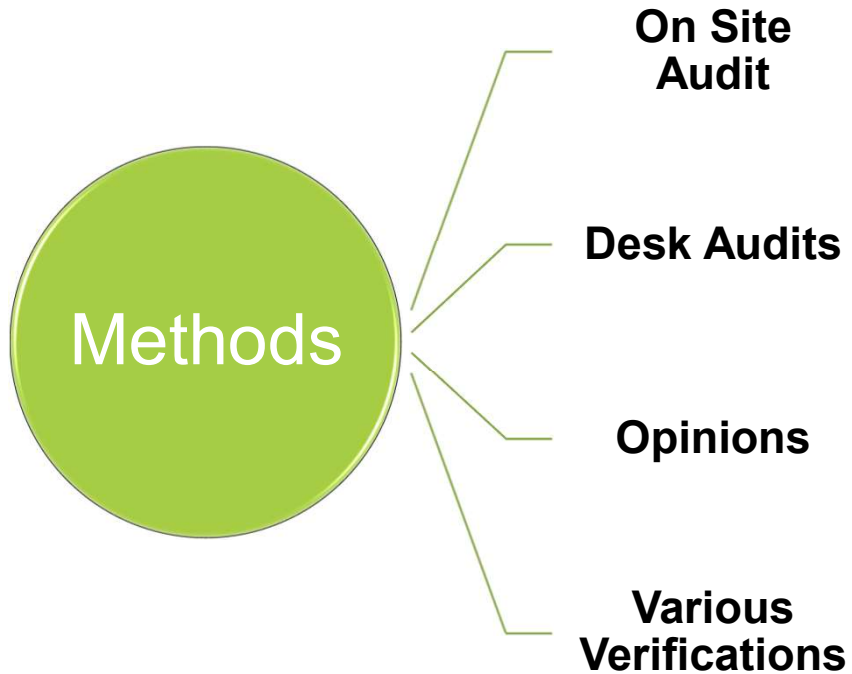 On Site
Audit
Desk Audits
Methods
Opinions
Various
Verifications